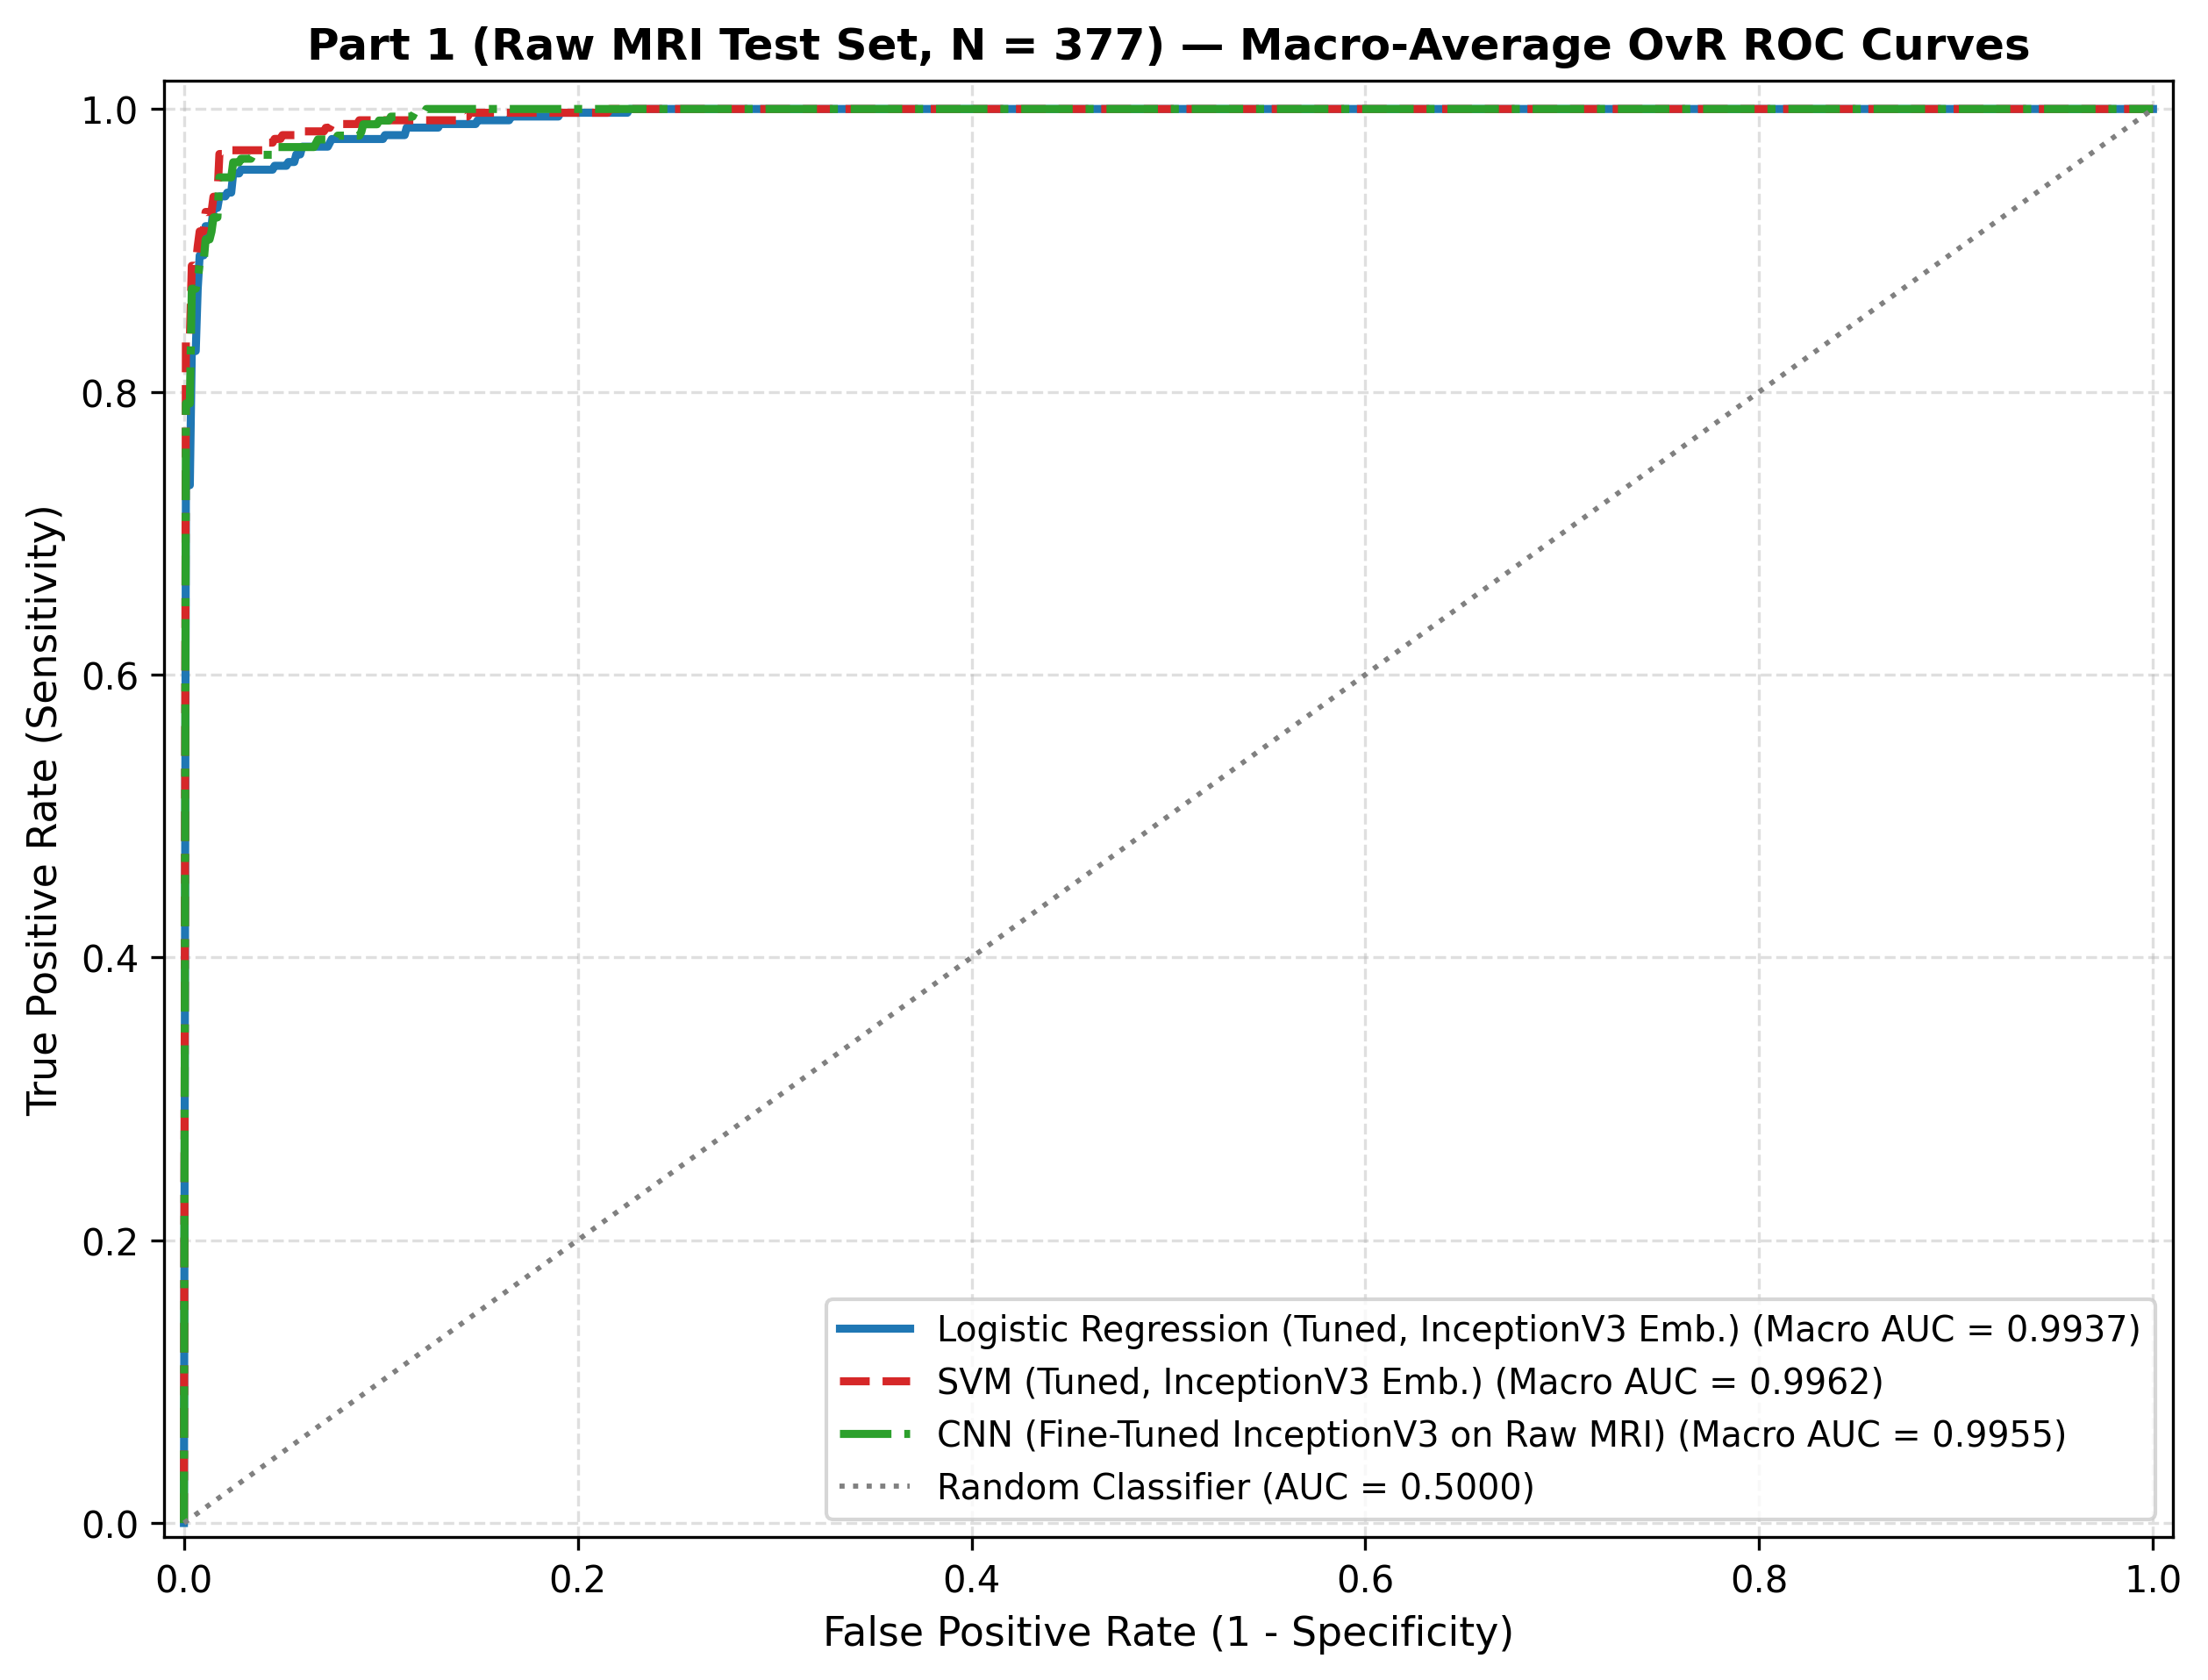 Part 1 (Raw MRI Test Set, N = 377) — Macro-Average OvR ROC Curves
True Positive Rate (Sensitivity)
1.0
0.8
0.6
0.4
0.2
0.0
Logistic Regression (Tuned, InceptionV3 Emb.) (Macro AUC = 0.9937)
SVM (Tuned, InceptionV3 Emb.) (Macro AUC = 0.9962)
CNN (Fine-Tuned InceptionV3 on Raw MRI) (Macro AUC = 0.9955)
Random Classifier (AUC = 0.5000)
0.0 0.2 0.4 0.6 0.8 1.0
False Positive Rate (1 - Specificity)